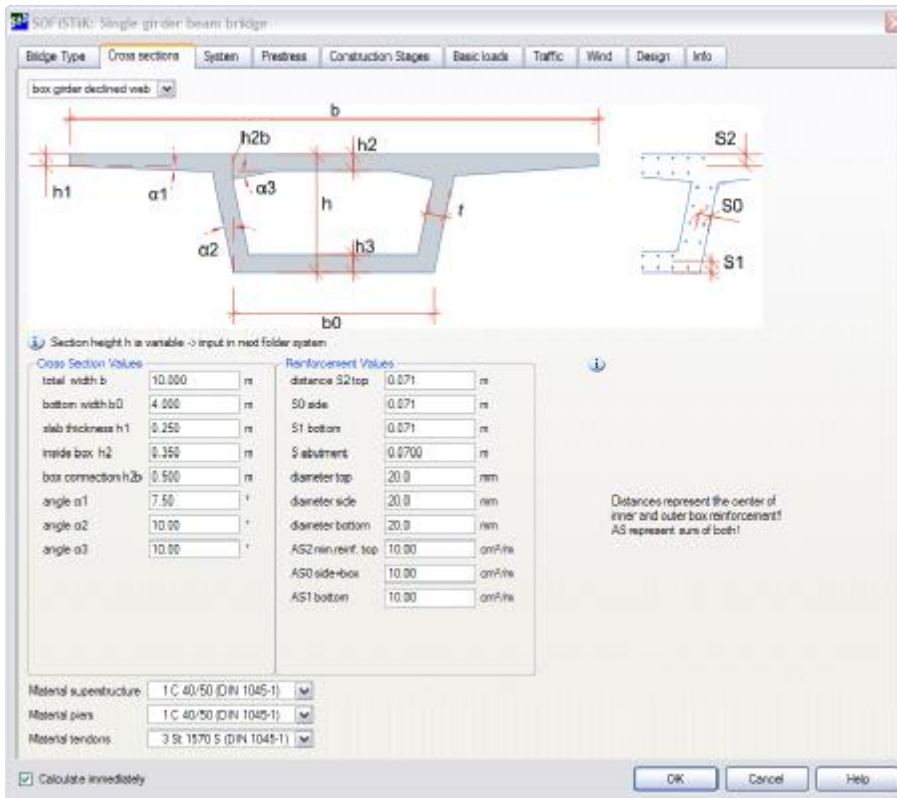 SOFiSTiK: Single girder beam bridge
Bridge Type Cross sections System Prestress Construction Stages Basic loads Traffic Wind Design Info
box girder declined web
b
h2b
h2
S2
h1
α1
α3
h
t
S0
α2
h3
S1
b0
Section height h is variable -> input in next folder system
Cross Section Values
total width b 10.000 m
bottom width b0 4.000 m
slab thickness h1 0.250 m
inside box h2 0.350 m
box connection h2b 0.500 m
angle α1 7.50 °
angle α2 10.00 °
angle α3 10.00 °
Reinforcement Values
distance S2 top 0.071 m
S0 side 0.071 m
S1 bottom 0.071 m
S abutment 0.0700 m
diameter top 20.0 mm
diameter side 20.0 mm
diameter bottom 20.0 mm
AS2 min.reinf. top 10.00 cm²/m
AS0 side+box 10.00 cm²/m
AS1 bottom 10.00 cm²/m
Distances represent the center of
inner and outer box reinforcement!
AS represent sum of both!
Material superstructure 1 C 40/50 (DIN 1045-1)
Material piers 1 C 40/50 (DIN 1045-1)
Material tendons 3 St 1570 S (DIN 1045-1)
Calculate immediately OK Cancel Help